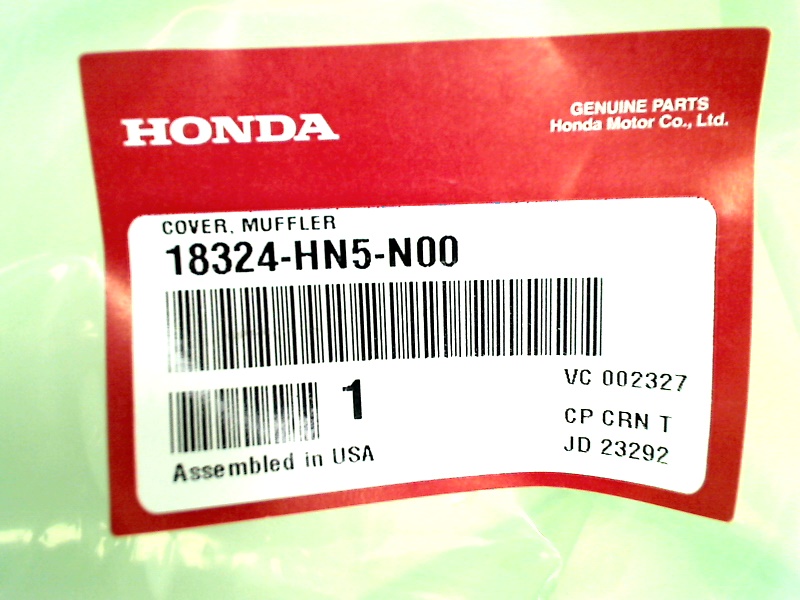 HONDA
GENUINE PARTS
Honda Motor Co., Ltd.
COVER, MUFFLER
18324-HN5-N00
1
VC 002327
CP CRN T
JD 23292
Assembled in USA